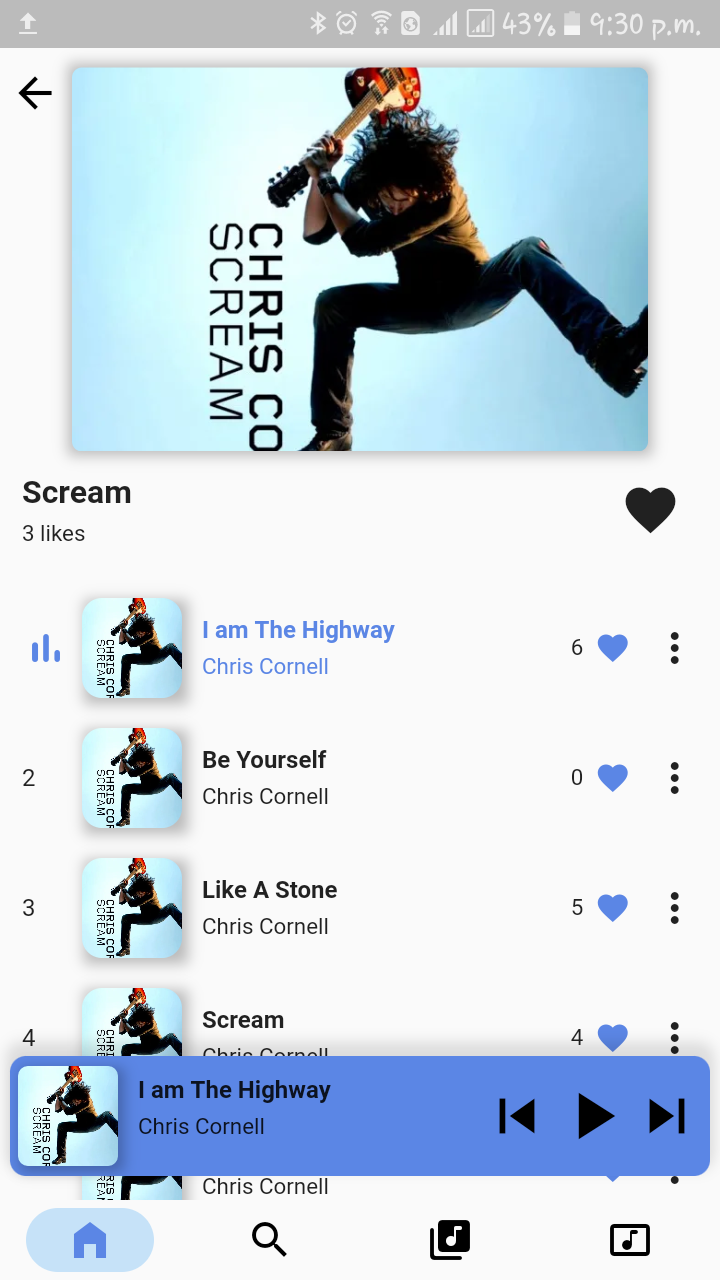 43% 9:30 p.m.
CHRIS CO
SCREAM
Scream
3 likes
I am The Highway
Chris Cornell
6
2
Be Yourself
Chris Cornell
0
3
Like A Stone
Chris Cornell
5
4
Scream
Chris Cornell
4
I am The Highway
Chris Cornell
Chris Cornell